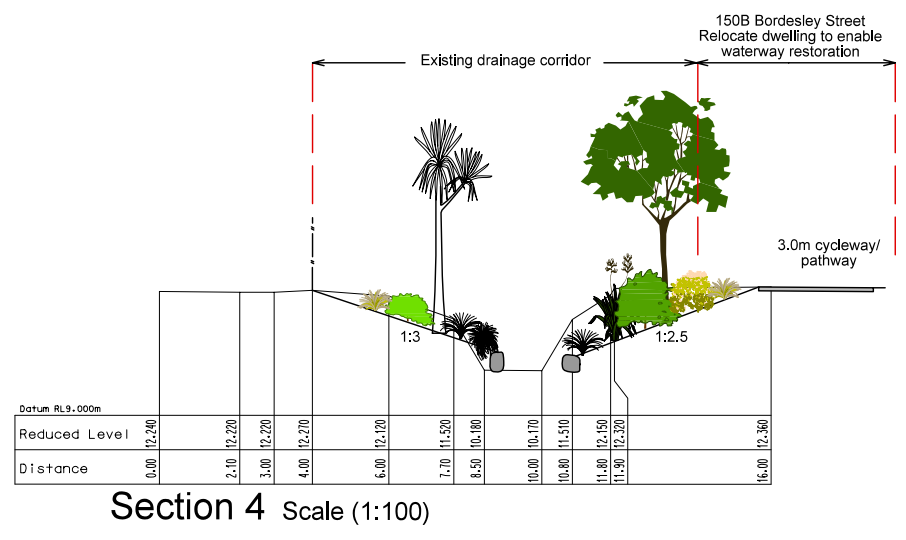 150B Bordesley Street
Relocate dwelling to enable
waterway restoration
Existing drainage corridor
3.0m cycleway/
pathway
1:3
1:2.5
Datum RL9.000m
Reduced Level 12.240 12.220 12.220 12.270 12.120 11.520 10.180 10.170 11.510 12.150 12.320 12.360
Distance 0.00 2.10 3.00 4.00 6.00 7.70 8.50 10.00 10.80 11.80 11.90 16.00
Section 4 Scale (1:100)